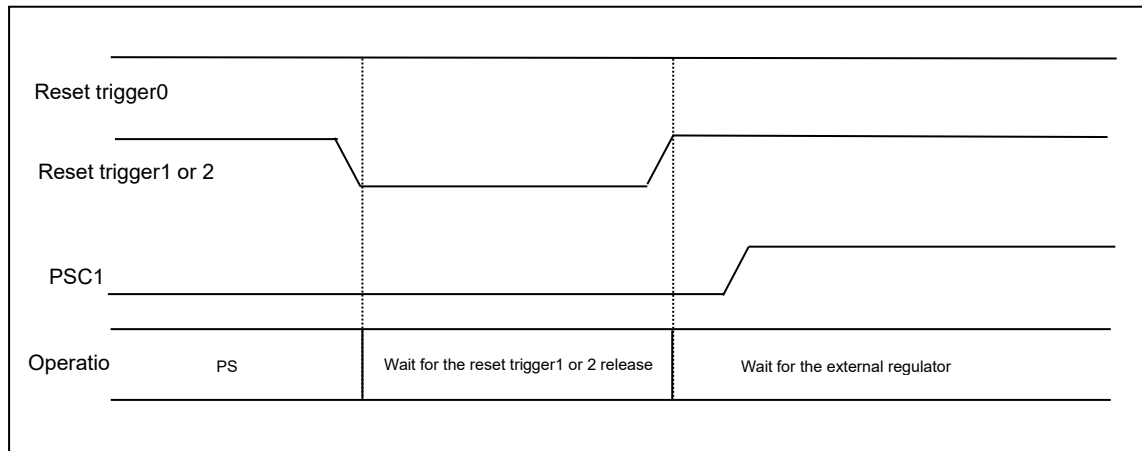 Reset trigger0
Reset trigger1 or 2
PSC1
Operatio
PS
Wait for the reset trigger1 or 2 release
Wait for the external regulator